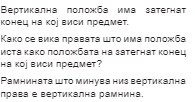 Вертикална положба има затегнат
конец на кој виси предмет.
Како се вика правата што има положба
иста како положбата на затегнат конец
на кој виси предмет?
Рамнината што минува низ вертикална
права е вертикална рамнина.